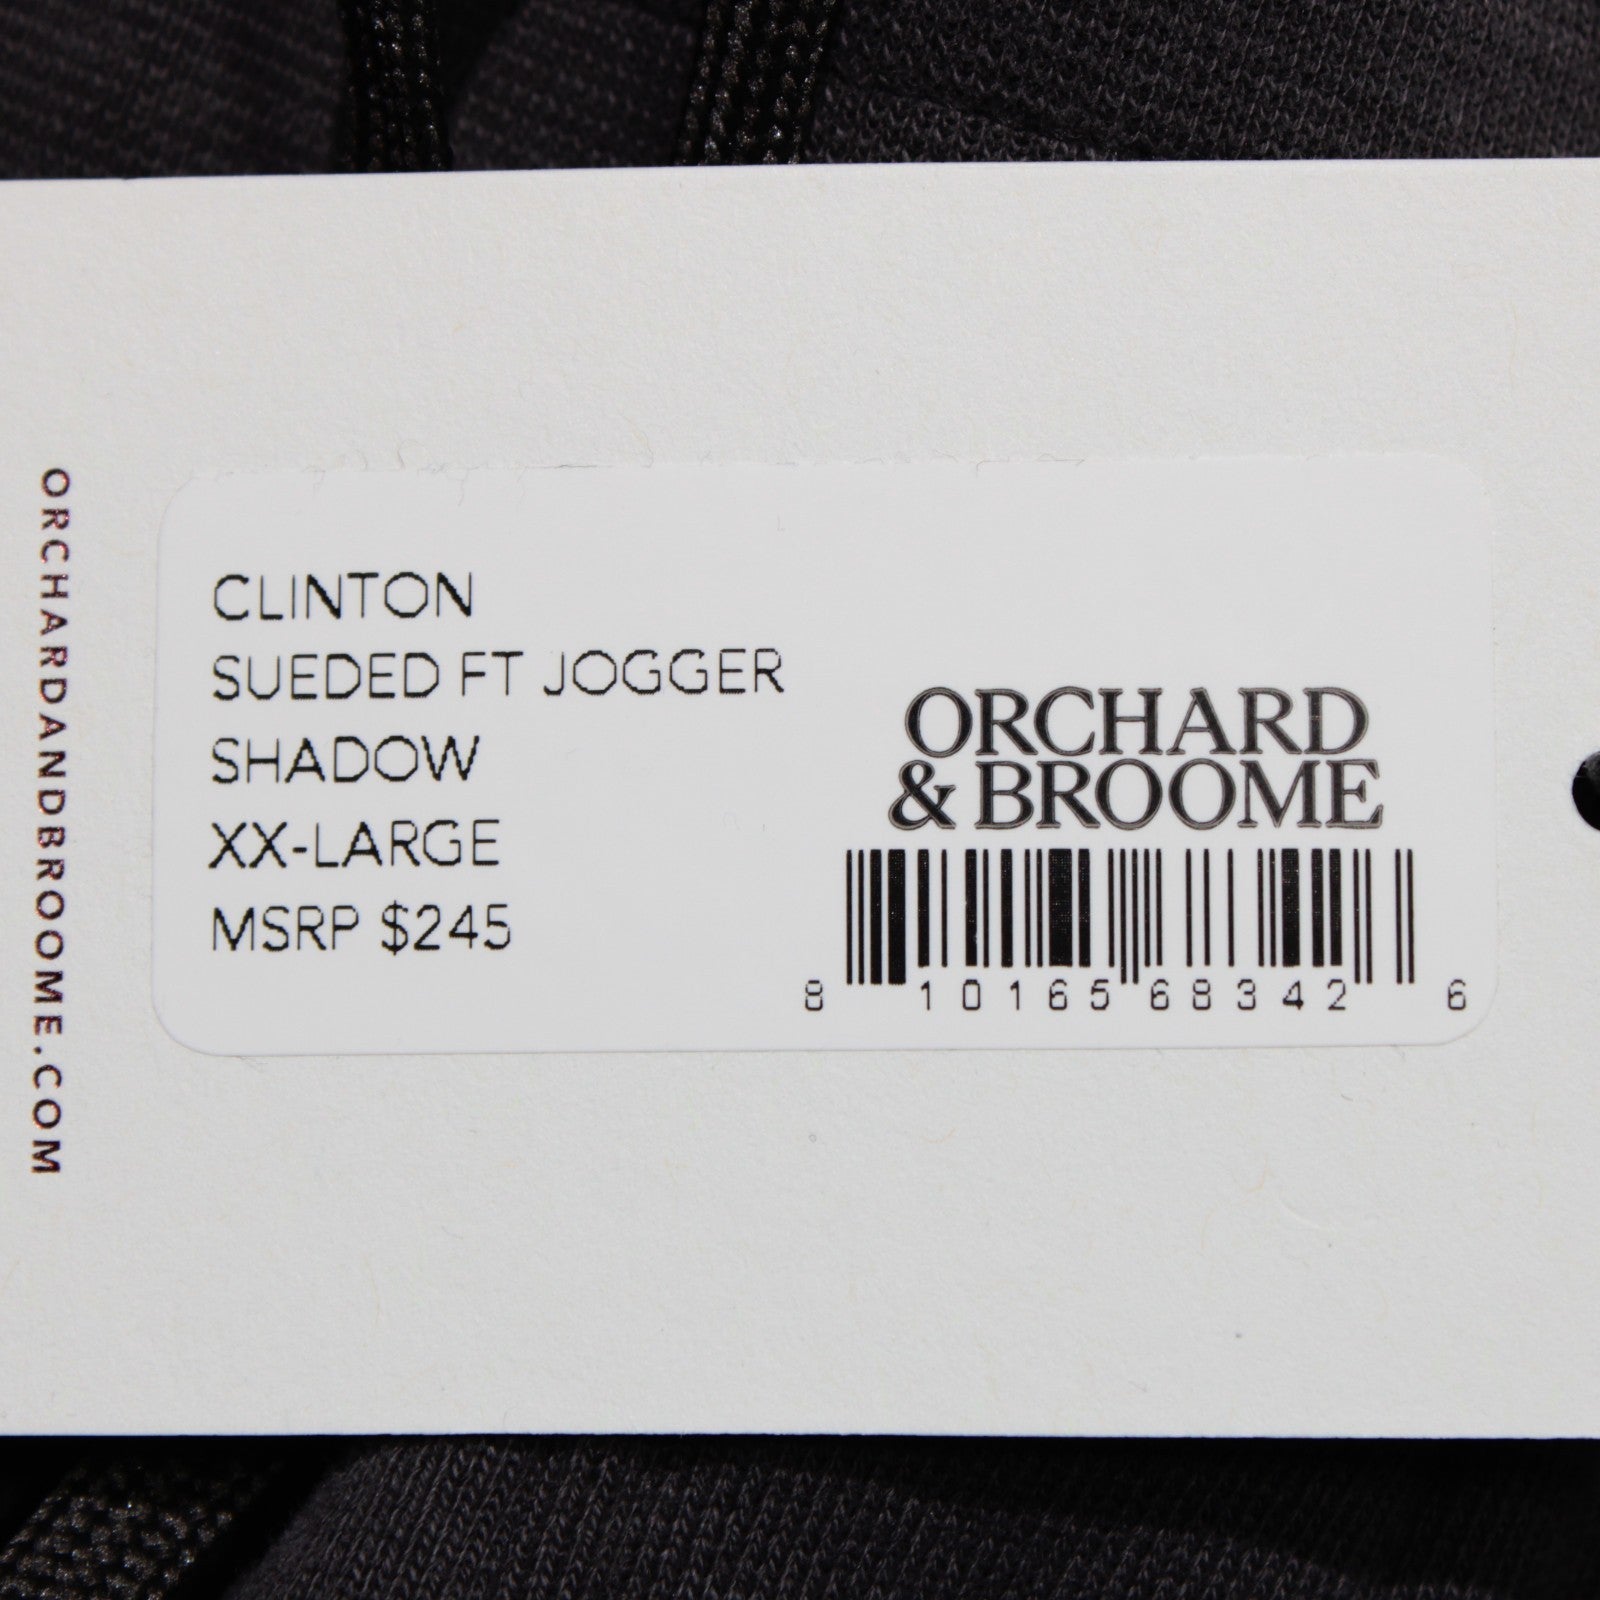 ORCHARDANDBROOME.COM
CLINTON
SUEDED FT JOGGER
SHADOW
XX-LARGE
MSRP $245
ORCHARD
& BROOME
8 10165 68342 6